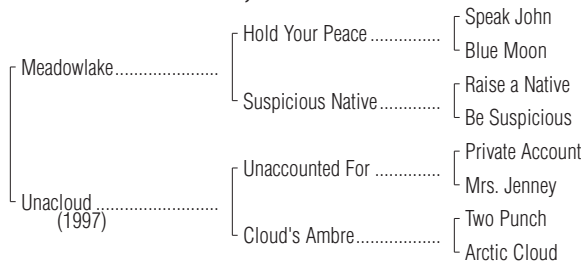 Speak John
Hold Your Peace ...............
Blue Moon
Meadowlake......................
Raise a Native
Suspicious Native.............
Be Suspicious
Private Account
Unaccounted For ..............
Mrs. Jenney
Unacloud ..........................
(1997)
Two Punch
Cloud's Ambre..................
Arctic Cloud